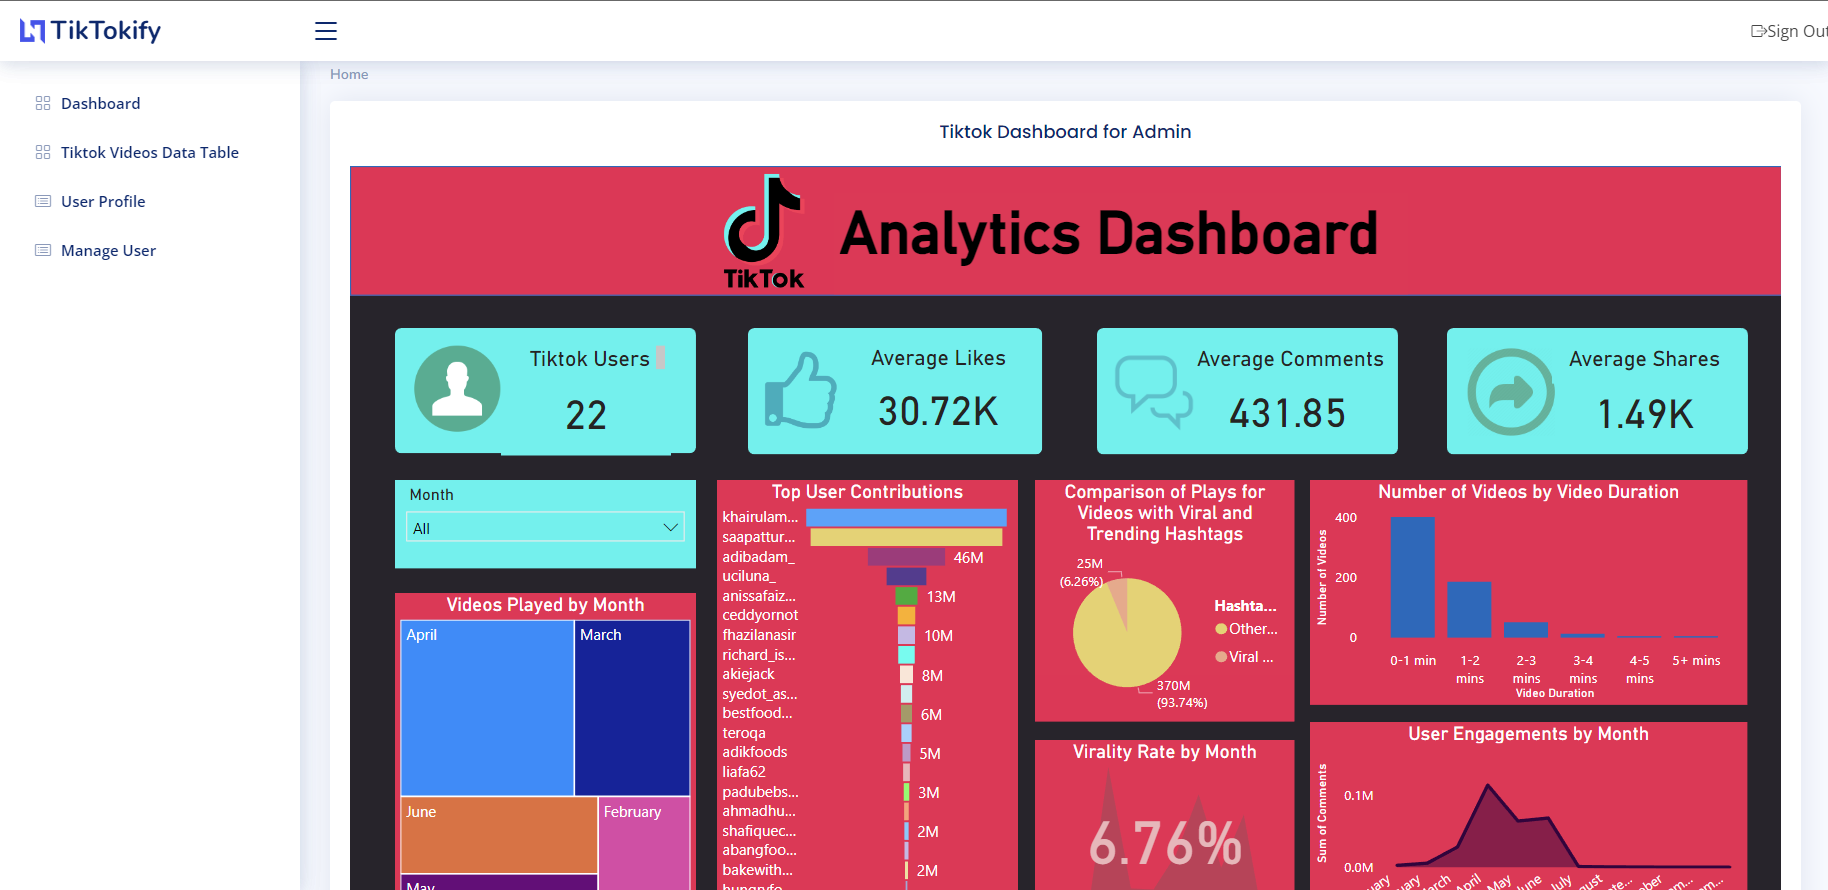 TikTokify
Sign Out
Home
Dashboard
Tiktok Videos Data Table
User Profile
Manage User
Tiktok Dashboard for Admin
TikTok
Analytics Dashboard
Tiktok Users
22
Average Likes
30.72K
Average Comments
431.85
Average Shares
1.49K
Month
All
Videos Played by Month
April
March
June
February
May
Top User Contributions
khairulam...
saapattur...
adibadam_
46M
uciluna_
anissafaiz...
13M
ceddyornot
fhazilanasir
10M
richard_is...
akiejack
8M
syedot_as...
bestfood...
6M
teroqa
adikfoods
5M
liafa62
padubebs...
3M
ahmadhu...
shafiquec...
2M
abangfoo...
bakewith...
2M
hungryfo...
Comparison of Plays for
Videos with Viral and
Trending Hashtags
25M
(6.26%)
Hashta...
Other...
Viral ...
370M
(93.74%)
Virality Rate by Month
6.76%
Number of Videos by Video Duration
Number of Videos
400
200
0
0-1 min
1-2
mins
2-3
mins
3-4
mins
4-5
mins
5+ mins
Video Duration
User Engagements by Month
Sum of Comments
0.1M
0.0M
April
May
July